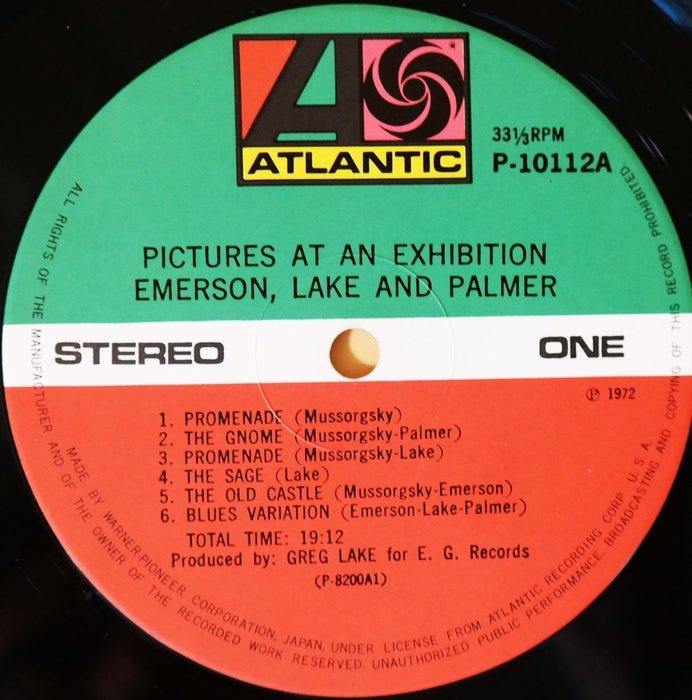 ATLANTIC
33⅓RPM
P-10112A
PICTURES AT AN EXHIBITION
EMERSON, LAKE AND PALMER
STEREO
ONE
℗ 1972
1. PROMENADE (Mussorgsky)
2. THE GNOME (Mussorgsky-Palmer)
3. PROMENADE (Mussorgsky-Lake)
4. THE SAGE (Lake)
5. THE OLD CASTLE (Mussorgsky-Emerson)
6. BLUES VARIATION (Emerson-Lake-Palmer)
TOTAL TIME: 19:12
Produced by: GREG LAKE for E. G. Records
(P-8200A1)
MADE BY WARNER-PIONEER CORPORATION, JAPAN, UNDER LICENSE FROM ATLANTIC RECORDING CORP. U. S. A.
ALL RIGHTS OF THE MANUFACTURER AND OF THE OWNER OF THE RECORDED WORK RESERVED. UNAUTHORIZED PUBLIC PERFORMANCE, BROADCASTING AND COPYING OF THIS RECORD PROHIBITED.